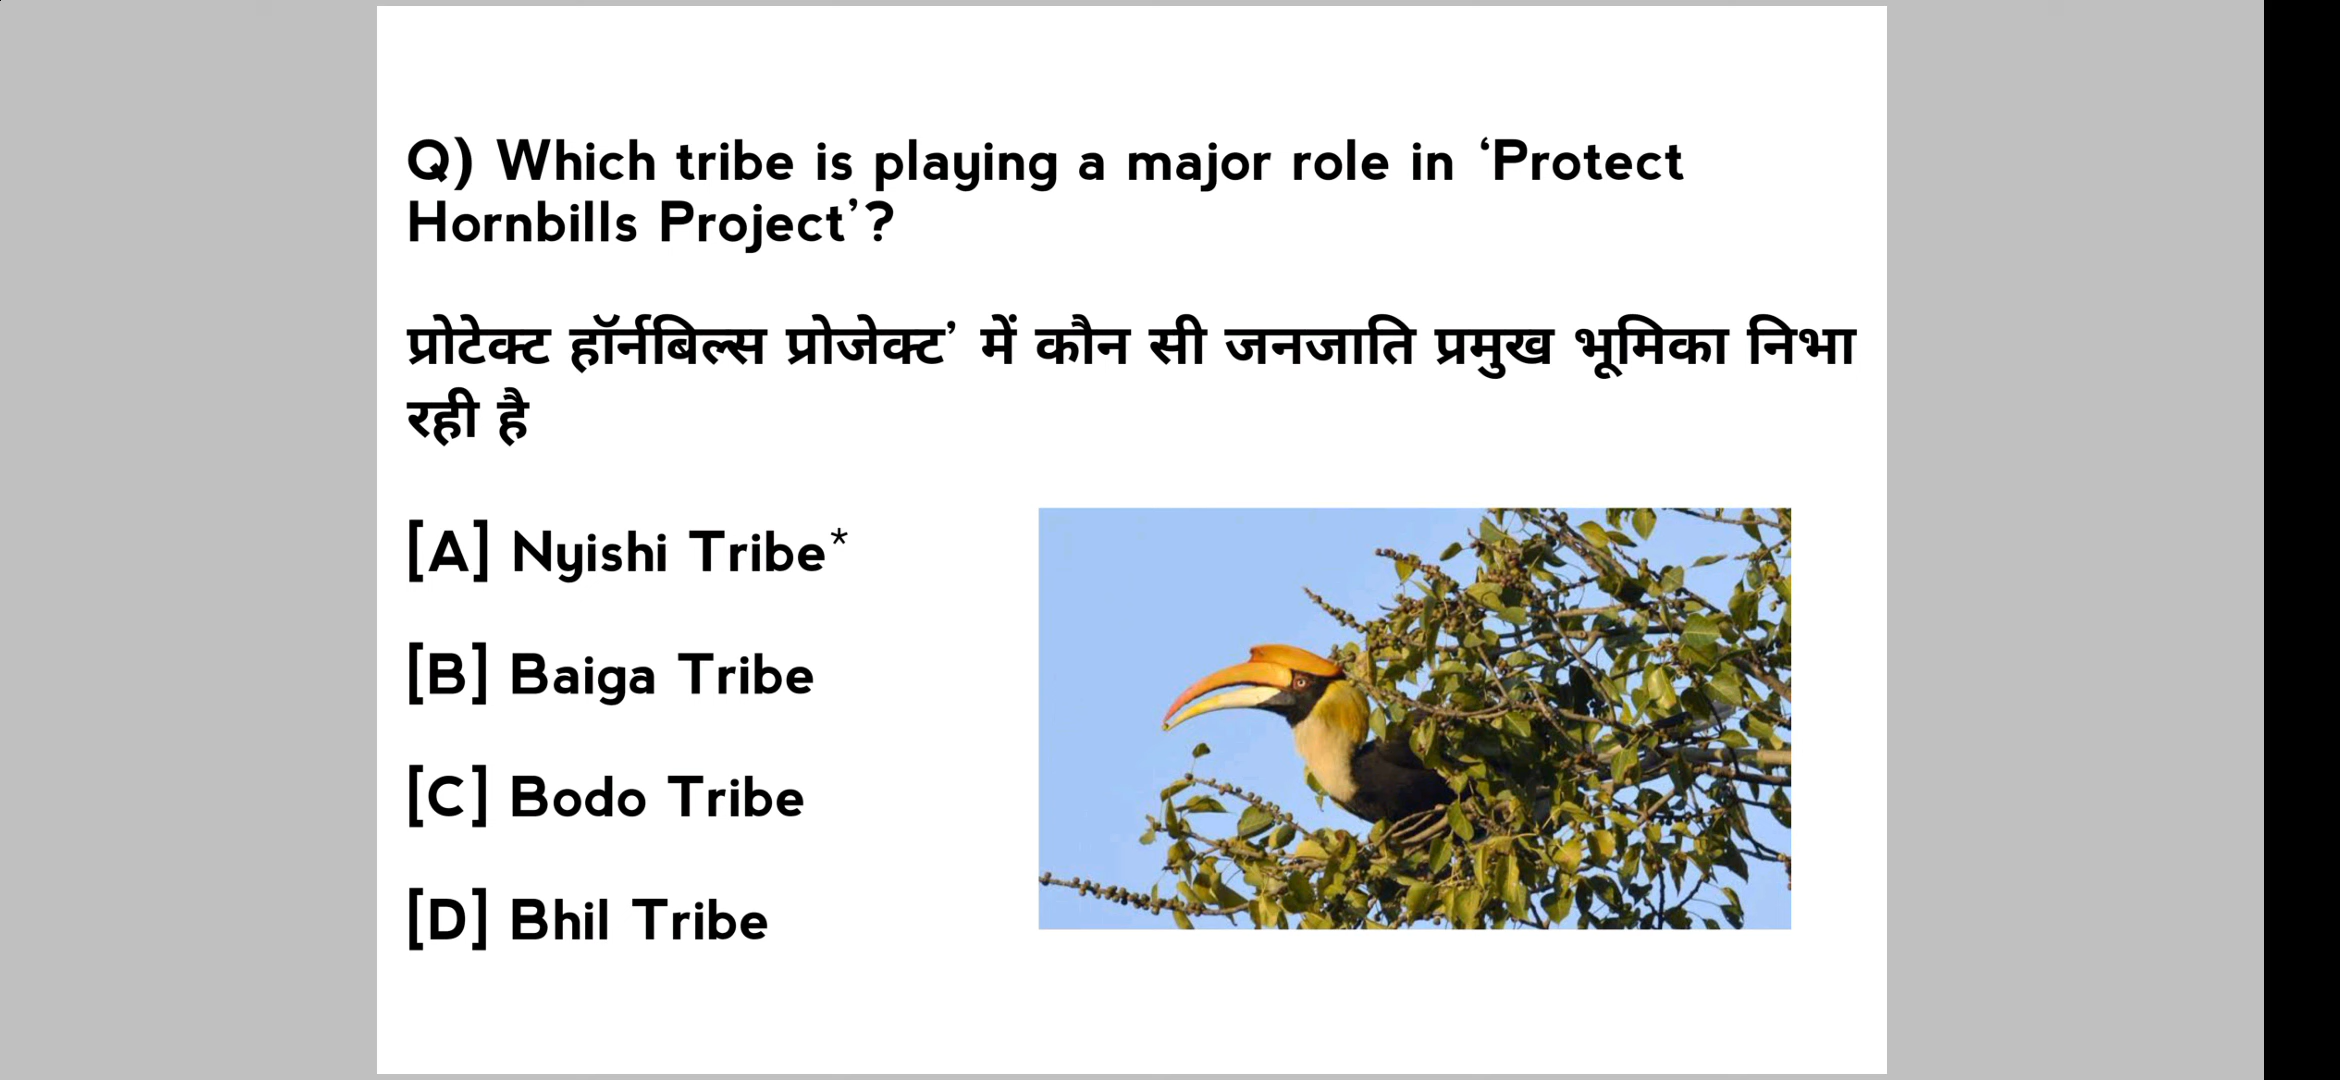 Q) Which tribe is playing a major role in ‘Protect
Hornbills Project’?
प्रोटेक्ट हॉर्नबिल्स प्रोजेक्ट’ में कौन सी जनजाति प्रमुख भूमिका निभा
रही है
[A] Nyishi Tribe*
[B] Baiga Tribe
[C] Bodo Tribe
[D] Bhil Tribe